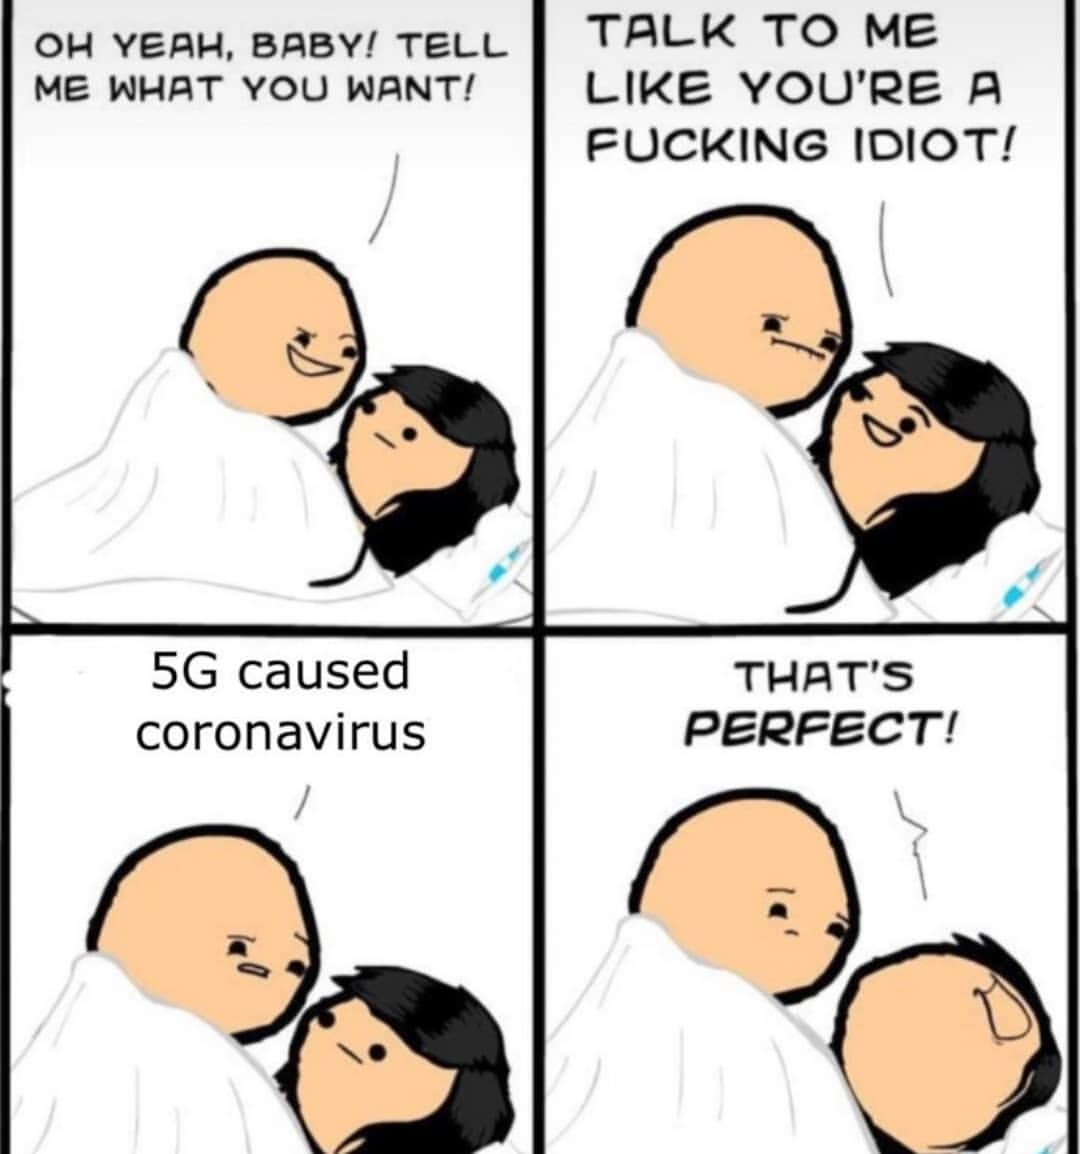 OH YEAH, BABY! TELL
ME WHAT YOU WANT!
TALK TO ME
LIKE YOU'RE A
FUCKING IDIOT!
5G caused
coronavirus
THAT'S
PERFECT!